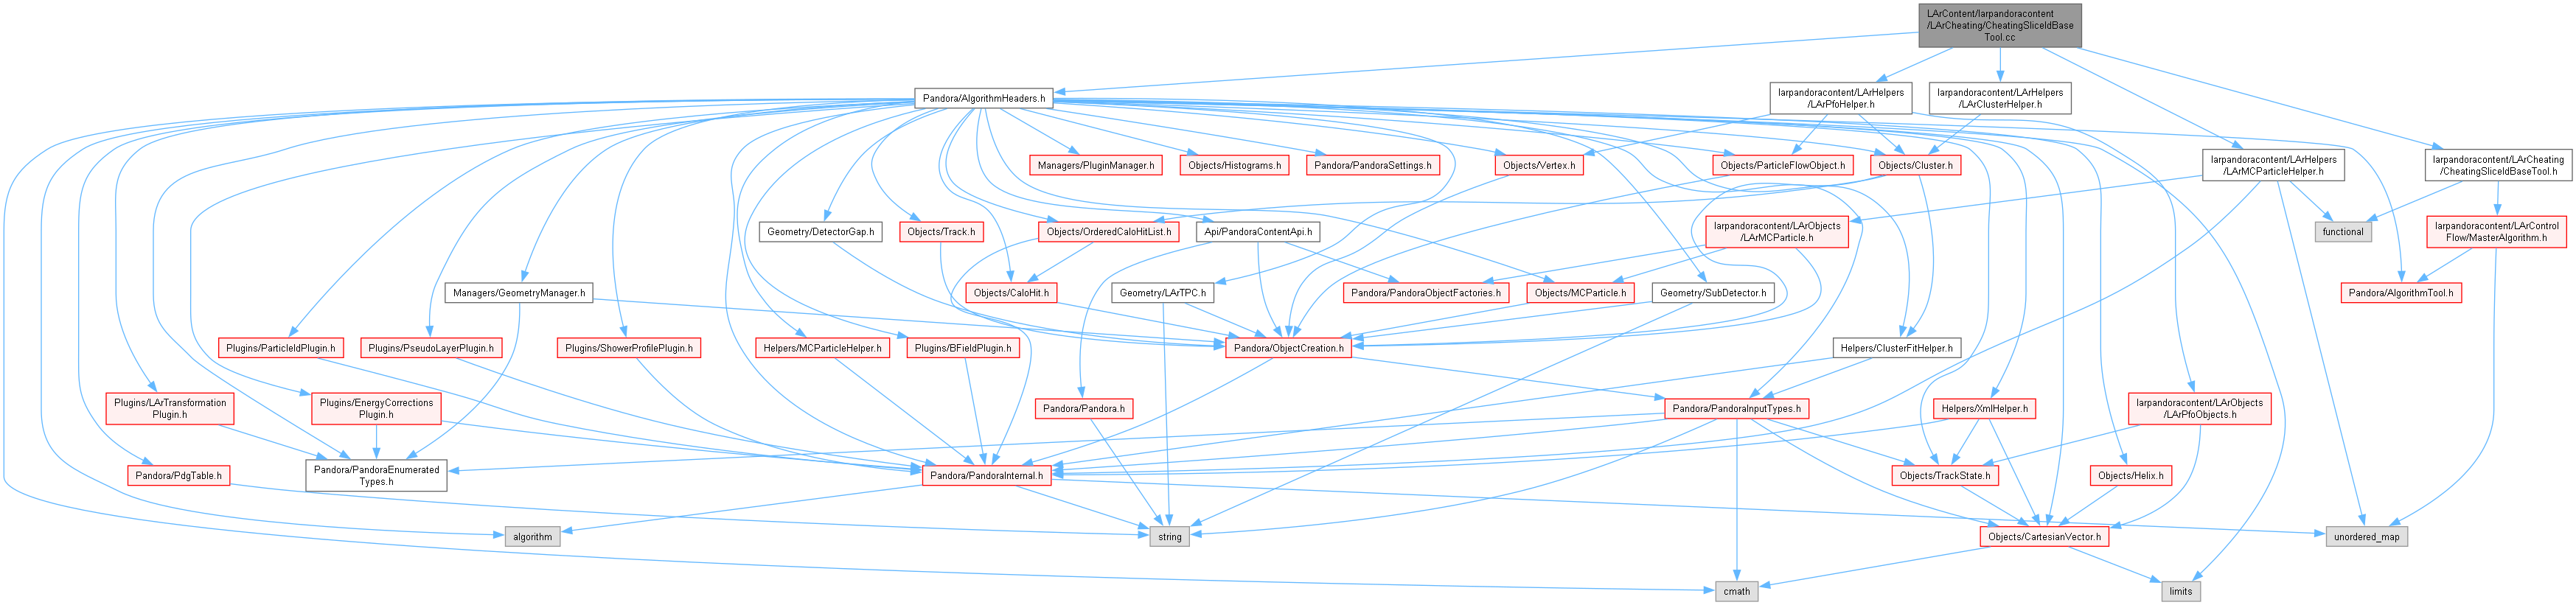 LArContent/larpandoracontent
/LArCheating/CheatingSliceIdBase
Tool.cc
Pandora/AlgorithmHeaders.h
larpandoracontent/LArHelpers
/LArPfoHelper.h
larpandoracontent/LArHelpers
/LArClusterHelper.h
Managers/PluginManager.h
Objects/Histograms.h
Pandora/PandoraSettings.h
Objects/Vertex.h
Objects/ParticleFlowObject.h
Objects/Cluster.h
larpandoracontent/LArHelpers
/LArMCParticleHelper.h
larpandoracontent/LArCheating
/CheatingSliceIdBaseTool.h
Geometry/DetectorGap.h
Objects/Track.h
Objects/OrderedCaloHitList.h
Api/PandoraContentApi.h
larpandoracontent/LArObjects
/LArMCParticle.h
functional
larpandoracontent/LArControl
Flow/MasterAlgorithm.h
Managers/GeometryManager.h
Objects/CaloHit.h
Geometry/LArTPC.h
Pandora/PandoraObjectFactories.h
Objects/MCParticle.h
Geometry/SubDetector.h
Pandora/AlgorithmTool.h
Plugins/ParticleIdPlugin.h
Plugins/PseudoLayerPlugin.h
Plugins/ShowerProfilePlugin.h
Helpers/MCParticleHelper.h
Plugins/BFieldPlugin.h
Pandora/ObjectCreation.h
Helpers/ClusterFitHelper.h
Plugins/LArTransformation
Plugin.h
Plugins/EnergyCorrections
Plugin.h
Pandora/Pandora.h
Pandora/PandoraInputTypes.h
Helpers/XmlHelper.h
larpandoracontent/LArObjects
/LArPfoObjects.h
Pandora/PdgTable.h
Pandora/PandoraEnumerated
Types.h
Pandora/PandoraInternal.h
Objects/TrackState.h
Objects/Helix.h
algorithm
string
Objects/CartesianVector.h
unordered_map
cmath
limits